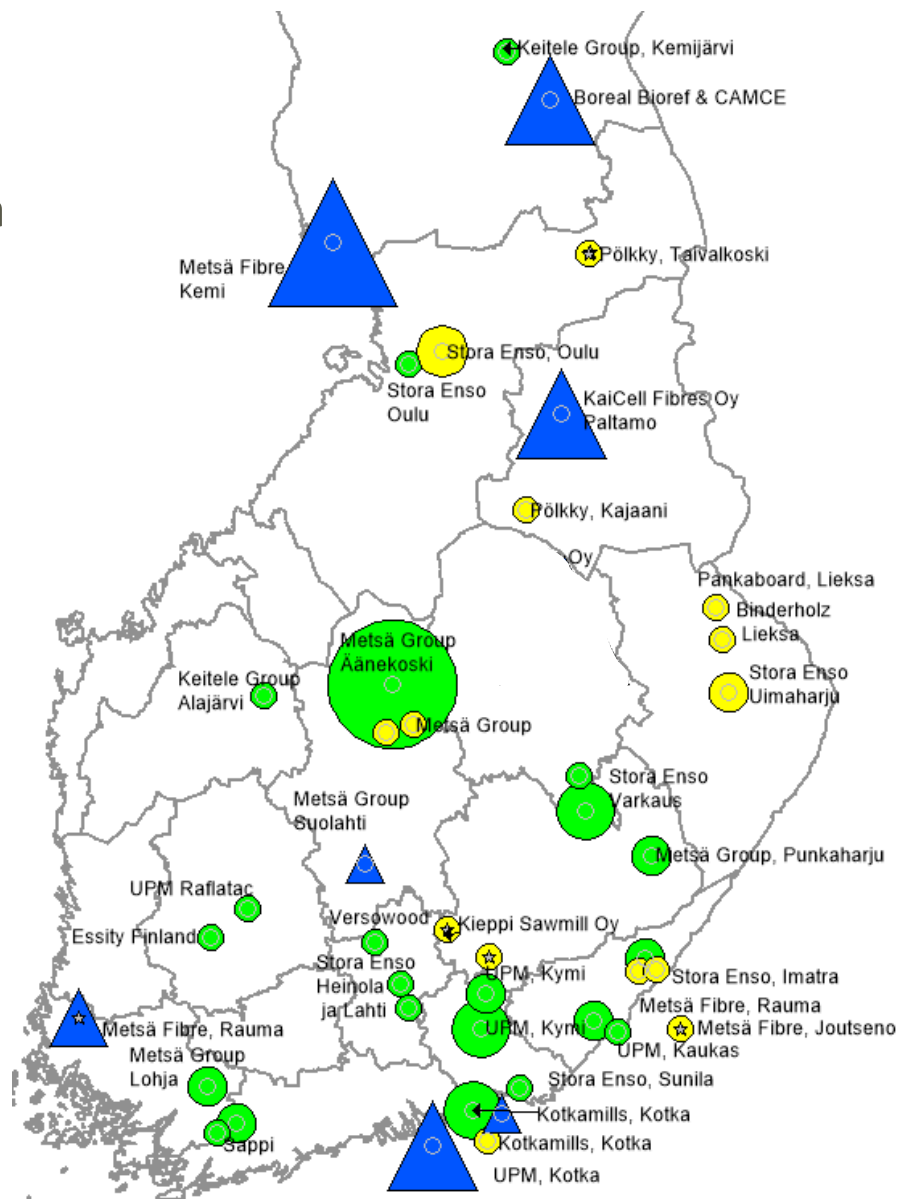 Keitele Group, Kemijärvi
Boreal Bioref & CAMCE
Pölkky, Taivalkoski
Metsä Fibre
Kemi
Stora Enso, Oulu
Stora Enso
Oulu
KaiCell Fibres Oy
Paltamo
Pölkky, Kajaani
Oy
Pankaboard, Lieksa
Binderholz
Lieksa
Metsä Group
Äänekoski
Stora Enso
Uimaharju
Keitele Group
Alajärvi
Metsä Group
Stora Enso
Varkaus
Metsä Group
Suolahti
Metsä Group, Punkaharju
UPM Raflatac
Versowood
Kieppi Sawmill Oy
Essity Finland
Stora Enso
Heinola
ja Lahti
UPM, Kymi
Stora Enso, Imatra
Metsä Fibre, Rauma
UPM, Kymi
Metsä Fibre, Rauma
Metsä Fibre, Joutseno
UPM, Kaukas
Metsä Group
Lohja
Stora Enso, Sunila
Kotkamills, Kotka
Sappi
Kotkamills, Kotka
UPM, Kotka